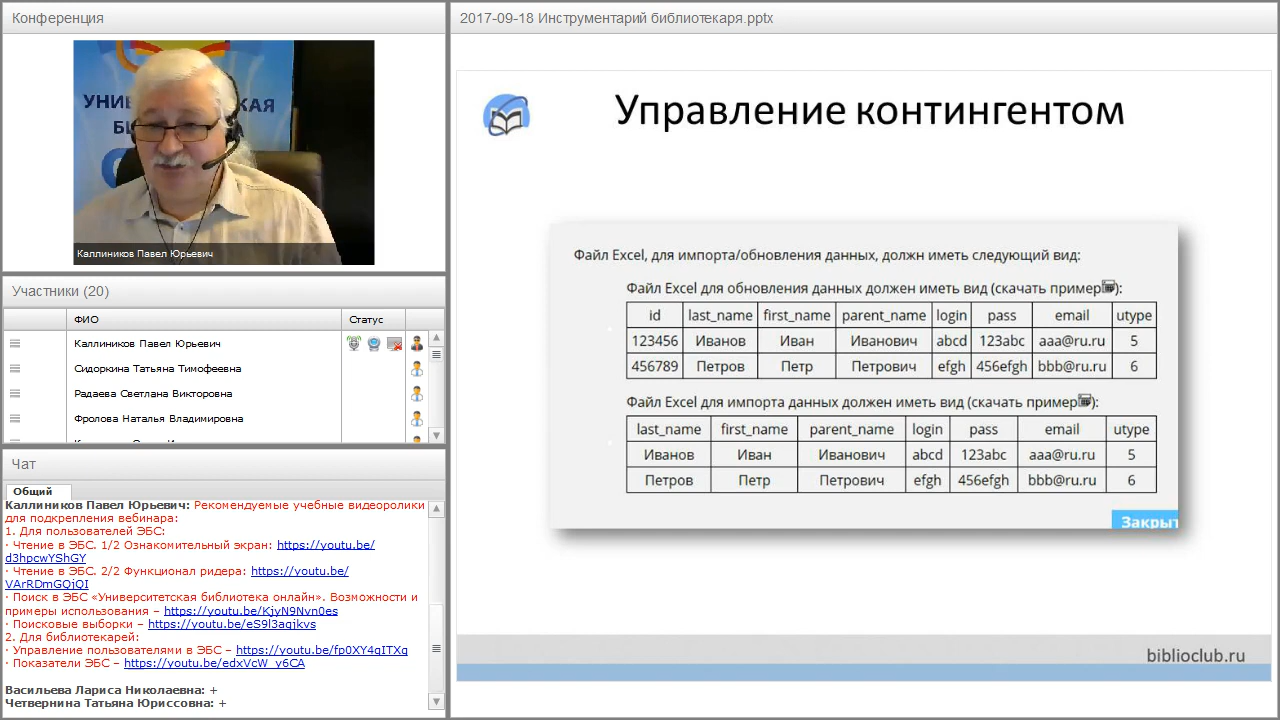 Конференция
УНИ
СКАЯ
Каллиников Павел Юрьевич
Участники (20)
ФИО
Статус
Каллиников Павел Юрьевич
Сидоркина Татьяна Тимофеевна
Радаева Светлана Викторовна
Фролова Наталья Владимировна
Чат
Общий
Каллиников Павел Юрьевич: Рекомендуемые учебные видеоролики
для подкрепления вебинара:
1. Для пользователей ЭБС:
· Чтение в ЭБС. 1/2 Ознакомительный экран: https://youtu.be/
d3hpcwYShGY
· Чтение в ЭБС. 2/2 Функционал ридера: https://youtu.be/
VArRDmGQjQI
· Поиск в ЭБС «Университетская библиотека онлайн». Возможности и
примеры использования – https://youtu.be/KjyN9Nvn0es
· Поисковые выборки – https://youtu.be/eS9l3aqjkvs
2. Для библиотекарей:
· Управление пользователями в ЭБС – https://youtu.be/fp0XY4qITXg
· Показатели ЭБС – https://youtu.be/edxVcW_y6CA
Васильева Лариса Николаевна: +
Четвернина Татьяна Юриссовна: +
2017-09-18 Инструментарий библиотекаря.pptx
Управление контингентом
Файл Excel, для импорта/обновления данных, должн иметь следующий вид:
Файл Excel для обновления данных должен иметь вид (скачать пример):
id last_name first_name parent_name login pass email utype
123456 Иванов Иван Иванович abcd 123abc aaa@ru.ru 5
456789 Петров Петр Петрович efgh 456efgh bbb@ru.ru 6
Файл Excel для импорта данных должен иметь вид (скачать пример):
last_name first_name parent_name login pass email utype
Иванов Иван Иванович abcd 123abc aaa@ru.ru 5
Петров Петр Петрович efgh 456efgh bbb@ru.ru 6
Закрыт
biblioclub.ru